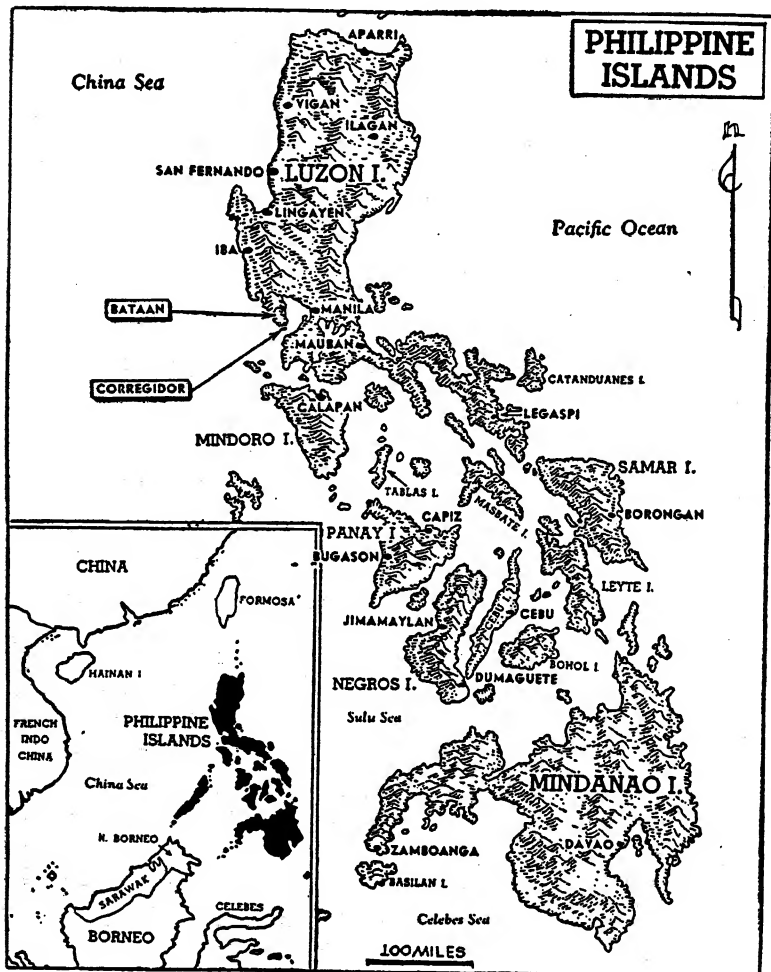 PHILIPPINE
ISLANDS
APARRI
China Sea
VIGAN
ILAGAN
n
SAN FERNANDO
LUZON I.
LINGAYEN
Pacific Ocean
IBA
BATAAN
MANILA
MAUBAN
CORREGIDOR
CATANDUANES I.
CALAPAN
LEGASPI
MINDORO I.
SAMAR I.
TABLAS I.
MASBATE I.
CAPIZ
BORONGAN
PANAY I
BUGASON
LEYTE I.
JIMAMAYLAN
CEBU
BOHOL I.
DUMAGUETE
NEGROS I.
Sulu Sea
MINDANAO I.
DAVAO
ZAMBOANGA
BASILAN I.
Celebes Sea
100 MILES
CHINA
FORMOSA
HAINAN I
PHILIPPINE
ISLANDS
FRENCH
INDO
CHINA
China Sea
N. BORNEO
SARAWAK
CELEBES
BORNEO